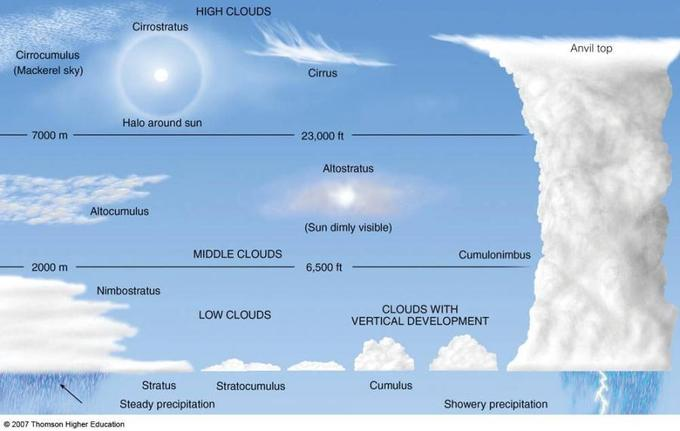 HIGH CLOUDS
Cirrostratus
Cirrocumulus
(Mackerel sky)
Cirrus
Anvil top
Halo around sun
7000 m
23,000 ft
Altostratus
Altocumulus
(Sun dimly visible)
MIDDLE CLOUDS
Cumulonimbus
2000 m
6,500 ft
Nimbostratus
LOW CLOUDS
CLOUDS WITH
VERTICAL DEVELOPMENT
Stratus
Stratocumulus
Cumulus
Steady precipitation
Showery precipitation
© 2007 Thomson Higher Education